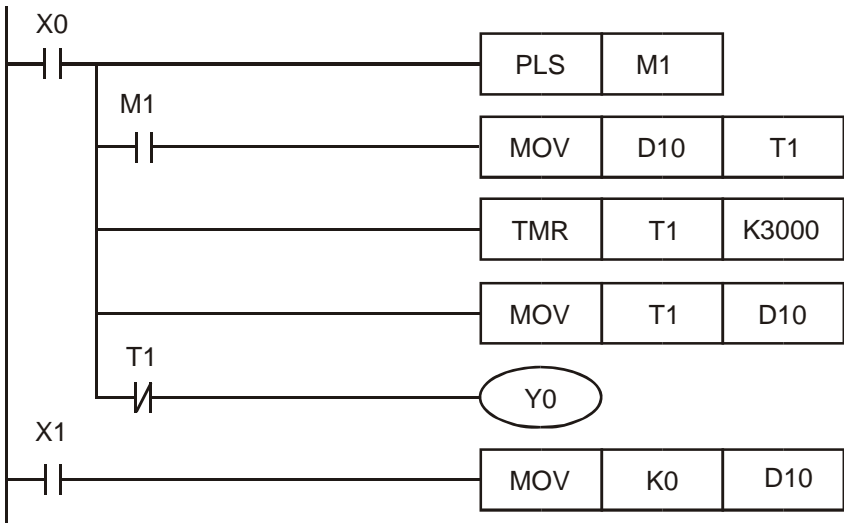 X0
PLS M1
M1
MOV D10 T1
TMR T1 K3000
MOV T1 D10
T1
Y0
X1
MOV K0 D10